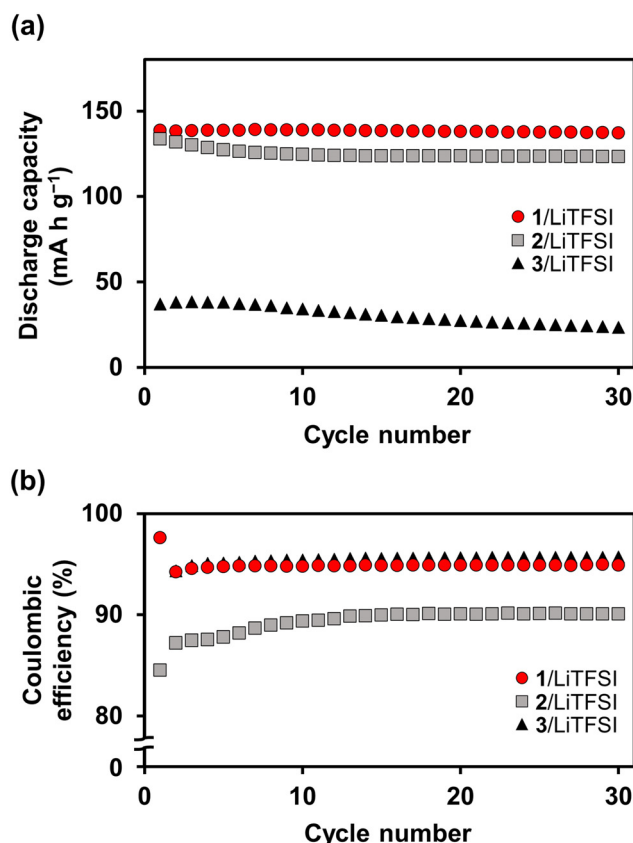 (a)
Discharge capacity
(mA h g⁻¹)
150
100
50
0
1/LiTFSI
2/LiTFSI
3/LiTFSI
0 10 20 30
Cycle number
(b)
Coulombic
efficiency (%)
100
90
80
0
1/LiTFSI
2/LiTFSI
3/LiTFSI
0 10 20 30
Cycle number